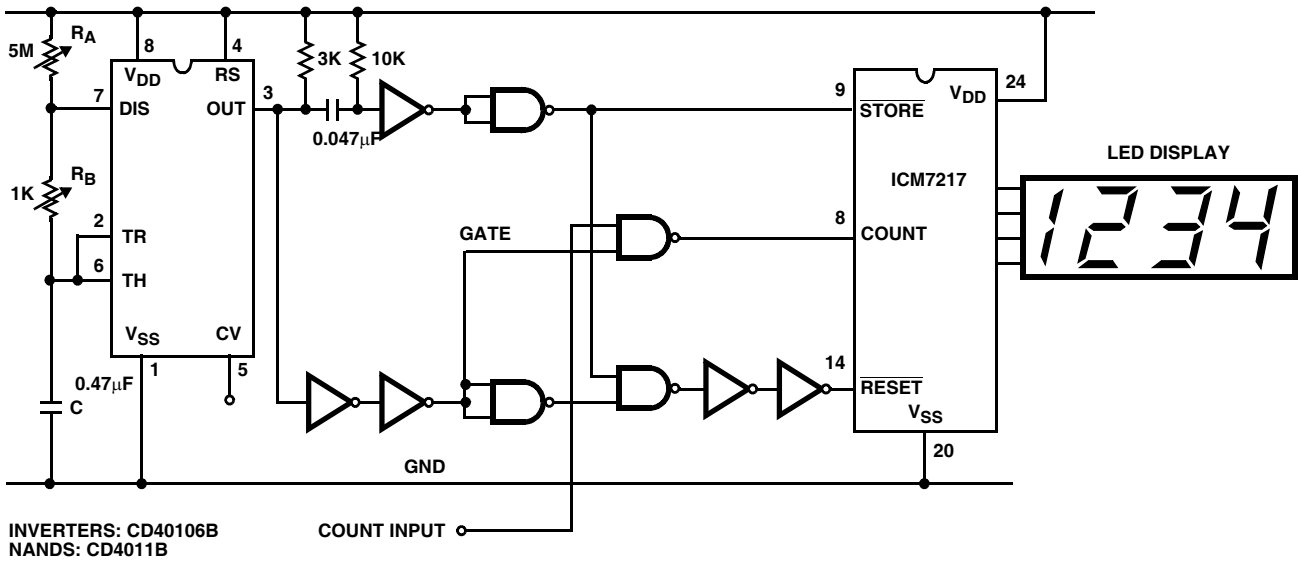 5M
RA
8
4
3K
10K
VDD
RS
7
DIS
3
OUT
0.047μF
9
STORE
VDD
24
ICM7217
LED DISPLAY
1234
1K
RB
2
TR
6
TH
GATE
8
COUNT
VSS
CV
1
5
0.47μF
C
14
RESET
VSS
20
GND
INVERTERS: CD40106B
NANDS: CD4011B
COUNT INPUT